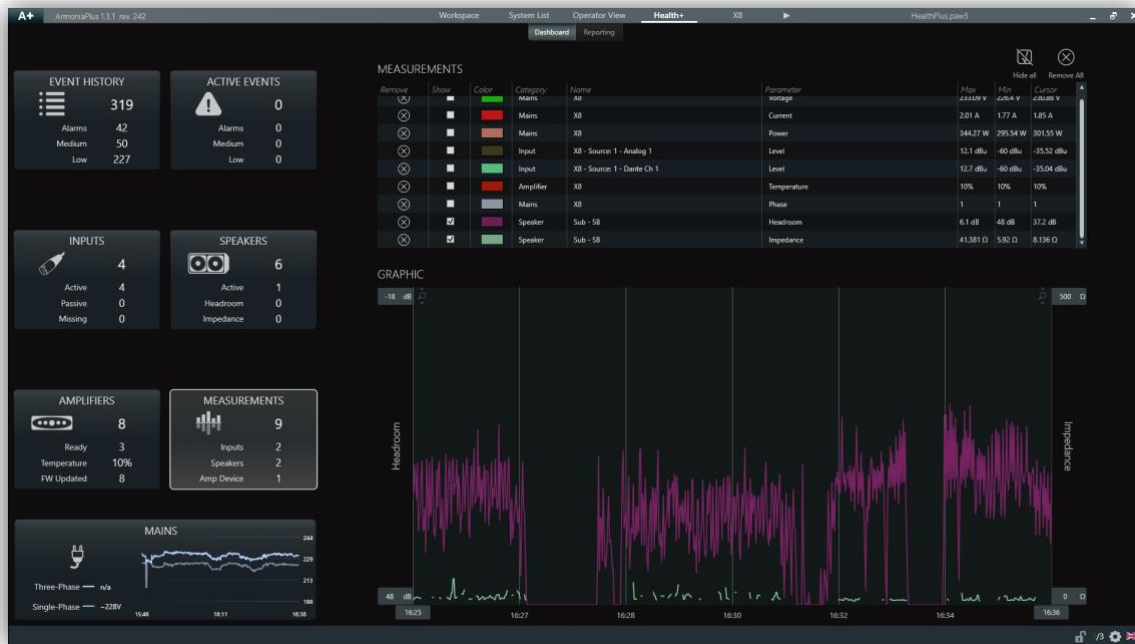 A+ ArmoniaPlus 1.3.1 rev. 242 Workspace System List Operator View Health+ X8 HealthPlus.paw3
Dashboard Reporting
EVENT HISTORY
319
Alarms 42
Medium 50
Low 227
ACTIVE EVENTS
0
Alarms 0
Medium 0
Low 0
INPUTS
4
Active 4
Passive 0
Missing 0
SPEAKERS
6
Active 1
Headroom 0
Impedance 0
AMPLIFIERS
8
Ready 3
Temperature 10%
FW Updated 8
MEASUREMENTS
9
Inputs 2
Speakers 2
Amp Device 1
MAINS
Three-Phase — n/a
Single-Phase — ~228V
244
229
213
198
15:46 16:11 16:36
MEASUREMENTS
Hide all Remove All
Remove Show Color Category Name Parameter Max Min Cursor
Mains X8 Voltage 233.09 V 226.4 V 230.88 V
Mains X8 Current 2.01 A 1.77 A 1.85 A
Mains X8 Power 344.27 W 295.54 W 301.55 W
Input X8 - Source: 1 - Analog 1 Level 12.1 dBu -60 dBu -35.52 dBu
Input X8 - Source: 1 - Dante Ch 1 Level 12.7 dBu -60 dBu -35.04 dBu
Amplifier X8 Temperature 10% 10% 10%
Mains X8 Phase 1 1 1
Speaker Sub - S8 Headroom 6.1 dB 48 dB 37.2 dB
Speaker Sub - S8 Impedance 41.381 Ω 5.92 Ω 8.136 Ω
GRAPHIC
-18 dB 500 Ω
Headroom
Impedance
48 dB 0 Ω
16:25 16:27 16:28 16:30 16:32 16:34 16:36
/3